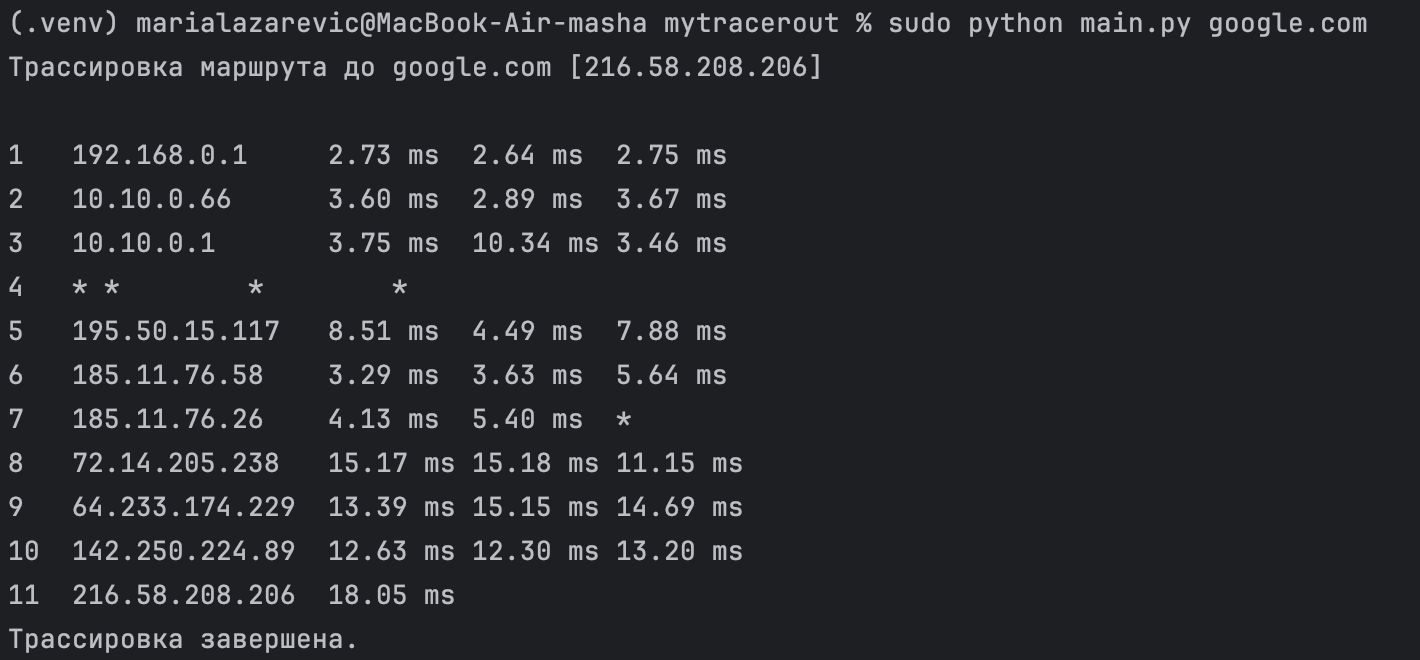 (.venv) marialazarevic@MacBook-Air-masha mytracerout % sudo python main.py google.com
Трассировка маршрута до google.com [216.58.208.206]
1   192.168.0.1     2.73 ms  2.64 ms  2.75 ms
2   10.10.0.66      3.60 ms  2.89 ms  3.67 ms
3   10.10.0.1       3.75 ms  10.34 ms 3.46 ms
4   * *        *        *
5   195.50.15.117   8.51 ms  4.49 ms  7.88 ms
6   185.11.76.58    3.29 ms  3.63 ms  5.64 ms
7   185.11.76.26    4.13 ms  5.40 ms  *
8   72.14.205.238   15.17 ms 15.18 ms 11.15 ms
9   64.233.174.229  13.39 ms 15.15 ms 14.69 ms
10  142.250.224.89  12.63 ms 12.30 ms 13.20 ms
11  216.58.208.206  18.05 ms
Трассировка завершена.